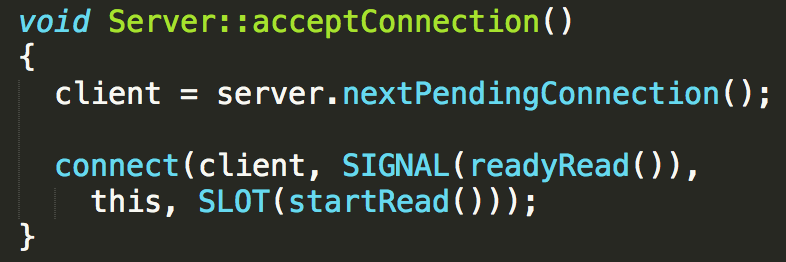 void Server::acceptConnection()
{
client = server.nextPendingConnection();
connect(client, SIGNAL(readyRead()),
this, SLOT(startRead()));
}